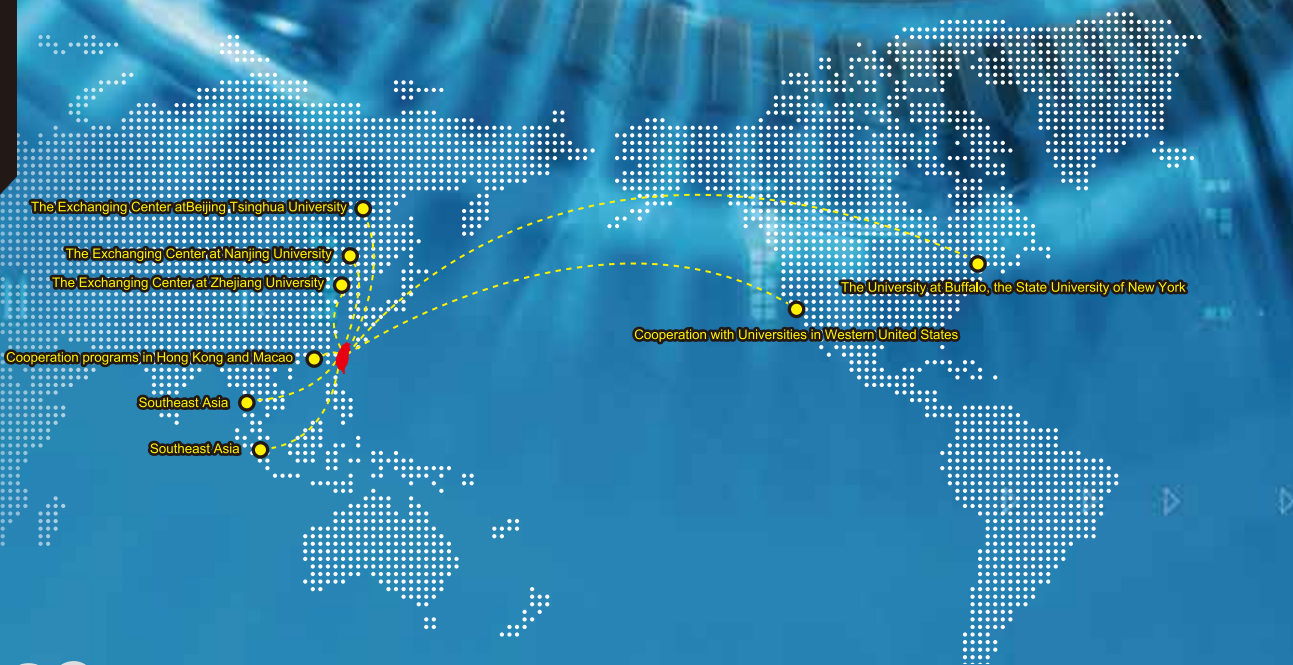 The Exchanging Center atBeijing Tsinghua University
The Exchanging Center at Nanjing University
The Exchanging Center at Zhejiang University
The University at Buffalo, the State University of New York
Cooperation with Universities in Western United States
Cooperation programs in Hong Kong and Macao
Southeast Asia
Southeast Asia